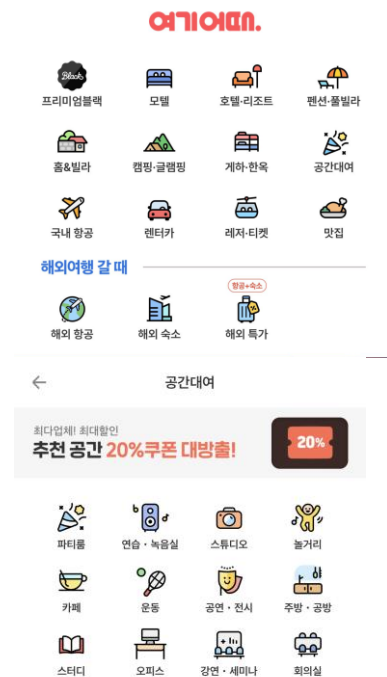 여기어때.
Black
프리미엄블랙 모텔 호텔·리조트 펜션·풀빌라
홈&빌라 캠핑·글램핑 게하·한옥 공간대여
국내 항공 렌터카 레저·티켓 맛집
해외여행 갈 때
항공+숙소
해외 항공 해외 숙소 해외 특가
공간대여
최다업체! 최대할인
추천 공간 20%쿠폰 대방출!
20%
파티룸 연습·녹음실 스튜디오 놀거리
카페 운동 공연·전시 주방·공방
스터디 오피스 강연·세미나 회의실